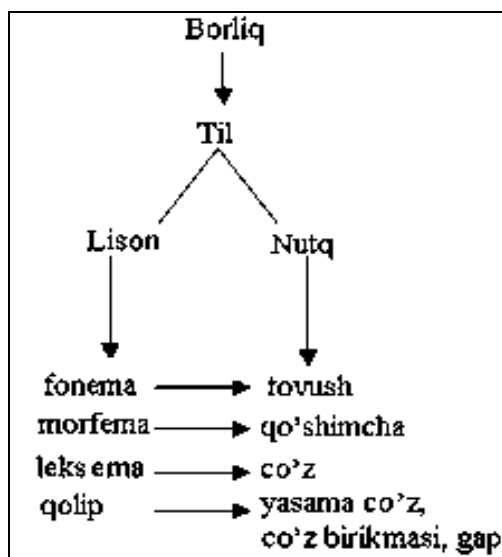 Borliq
Til
Lison Nutq
fonema tovush
morfema qo’shimcha
leksema co’z
qolip yasama co’z,
co’z birikmasi, gap